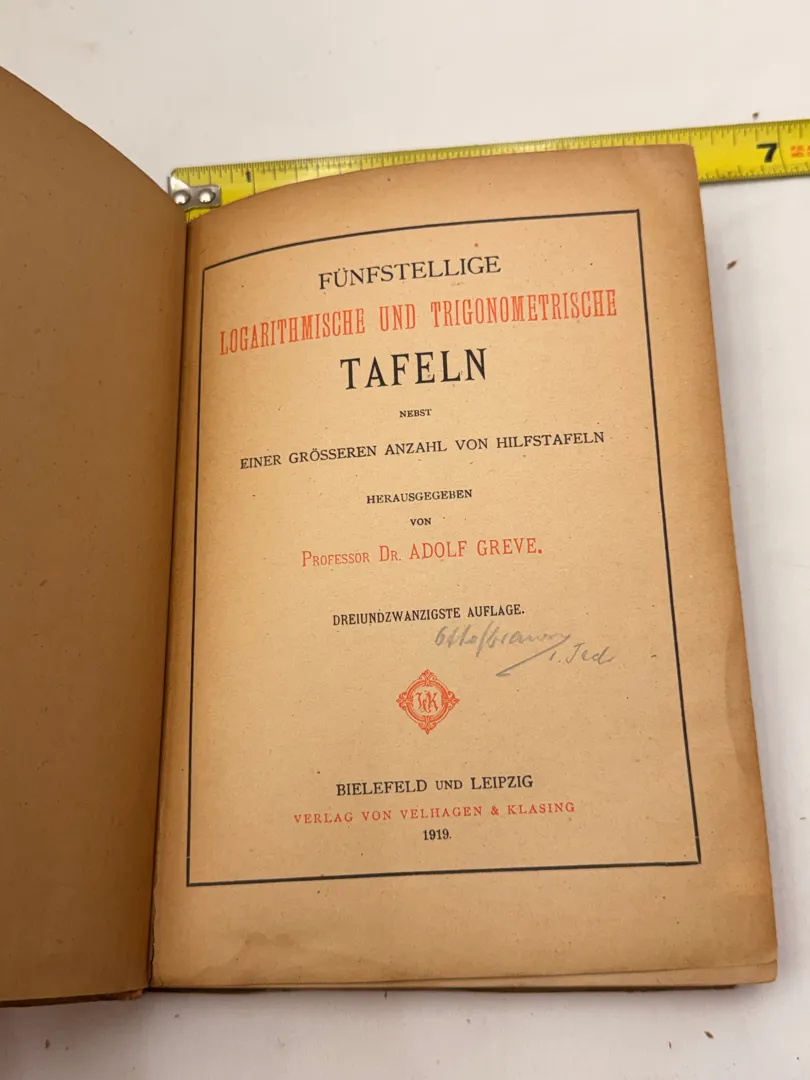 7
FÜNFSTELLIGE
LOGARITHMISCHE UND TRIGONOMETRISCHE
TAFELN
NEBST
EINER GRÖSSEREN ANZAHL VON HILFSTAFELN
HERAUSGEGEBEN
VON
PROFESSOR DR. ADOLF GREVE.
DREIUNDZWANZIGSTE AUFLAGE.
BIELEFELD UND LEIPZIG
VERLAG VON VELHAGEN & KLASING
1919.